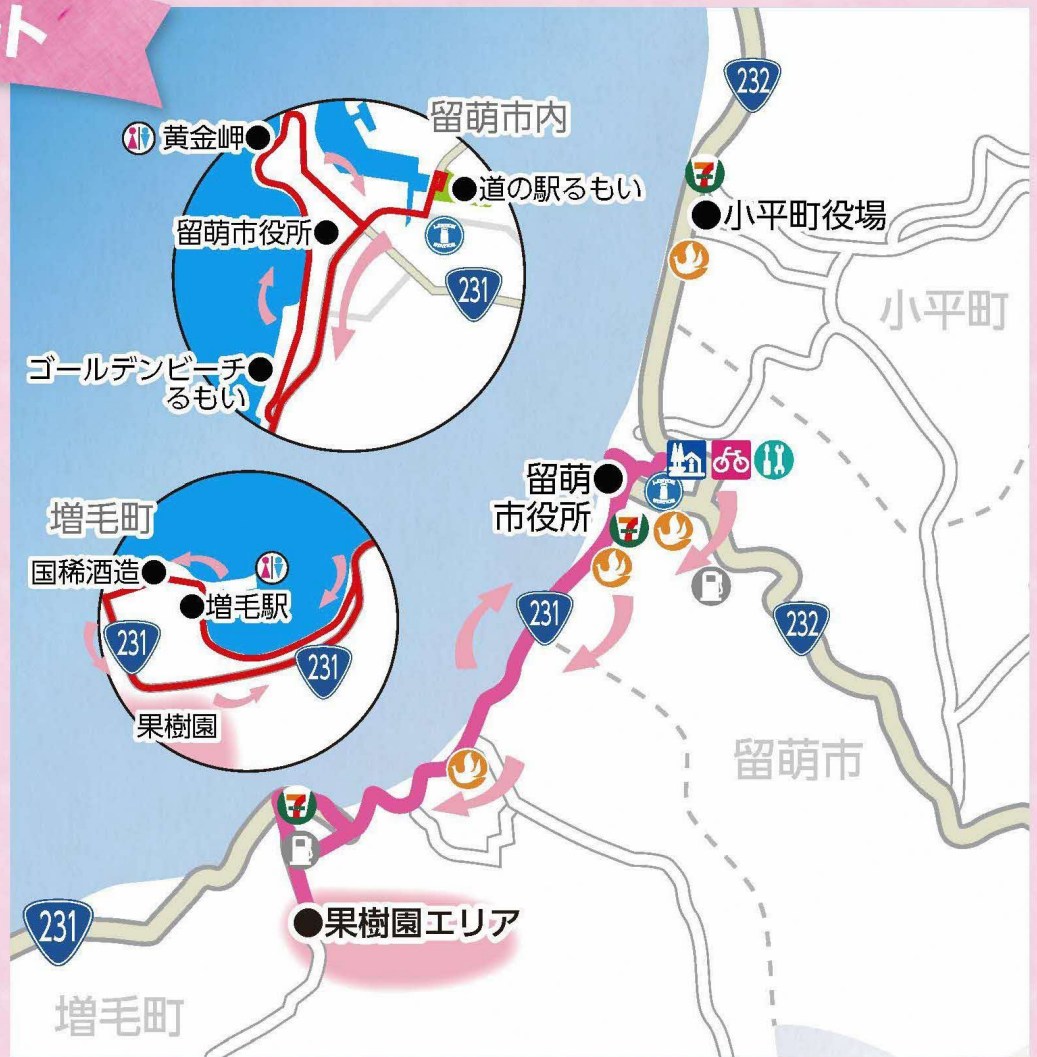 ト
232
留萌市内
黄金岬
道の駅るもい
小平町役場
留萌市役所
231
小平町
ゴールデンビーチ
るもい
留萌
市役所
増毛町
国稀酒造
増毛駅
231
232
231
231
果樹園
留萌市
果樹園エリア
231
増毛町